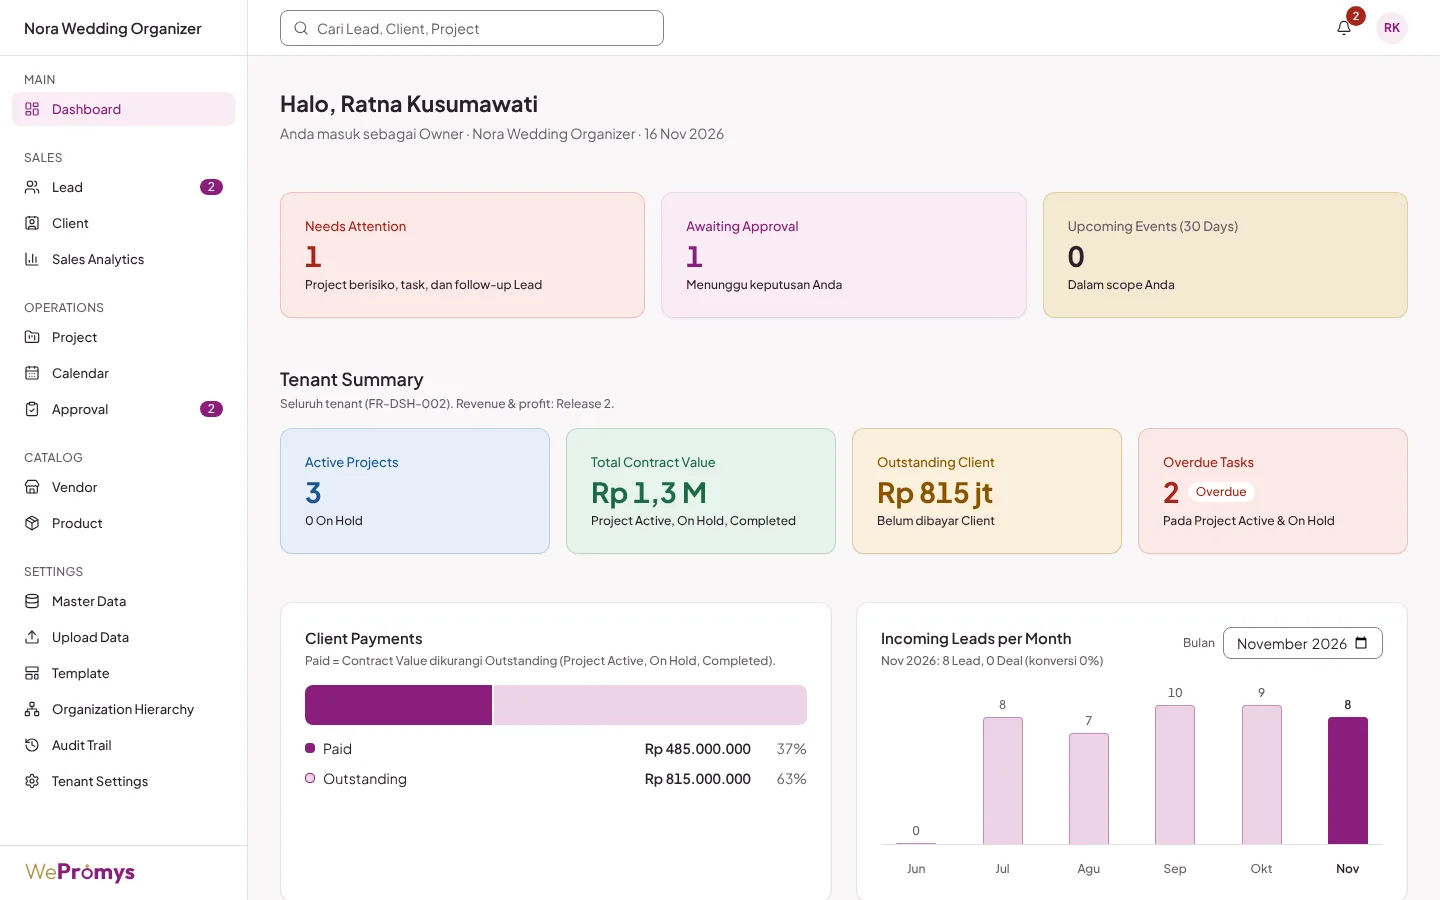 Nora Wedding Organizer
Cari Lead, Client, Project
2
RK
MAIN
Dashboard
SALES
Lead 2
Client
Sales Analytics
OPERATIONS
Project
Calendar
Approval 2
CATALOG
Vendor
Product
SETTINGS
Master Data
Upload Data
Template
Organization Hierarchy
Audit Trail
Tenant Settings
WePromys
Halo, Ratna Kusumawati
Anda masuk sebagai Owner · Nora Wedding Organizer · 16 Nov 2026
Needs Attention
1
Project berisiko, task, dan follow-up Lead
Awaiting Approval
1
Menunggu keputusan Anda
Upcoming Events (30 Days)
0
Dalam scope Anda
Tenant Summary
Seluruh tenant (FR-DSH-002). Revenue & profit: Release 2.
Active Projects
3
0 On Hold
Total Contract Value
Rp 1,3 M
Project Active, On Hold, Completed
Outstanding Client
Rp 815 jt
Belum dibayar Client
Overdue Tasks
2 Overdue
Pada Project Active & On Hold
Client Payments
Paid = Contract Value dikurangi Outstanding (Project Active, On Hold, Completed).
Paid Rp 485.000.000 37%
Outstanding Rp 815.000.000 63%
Incoming Leads per Month
Nov 2026: 8 Lead, 0 Deal (konversi 0%)
Bulan November 2026
0 8 7 10 9 8
Jun Jul Agu Sep Okt Nov